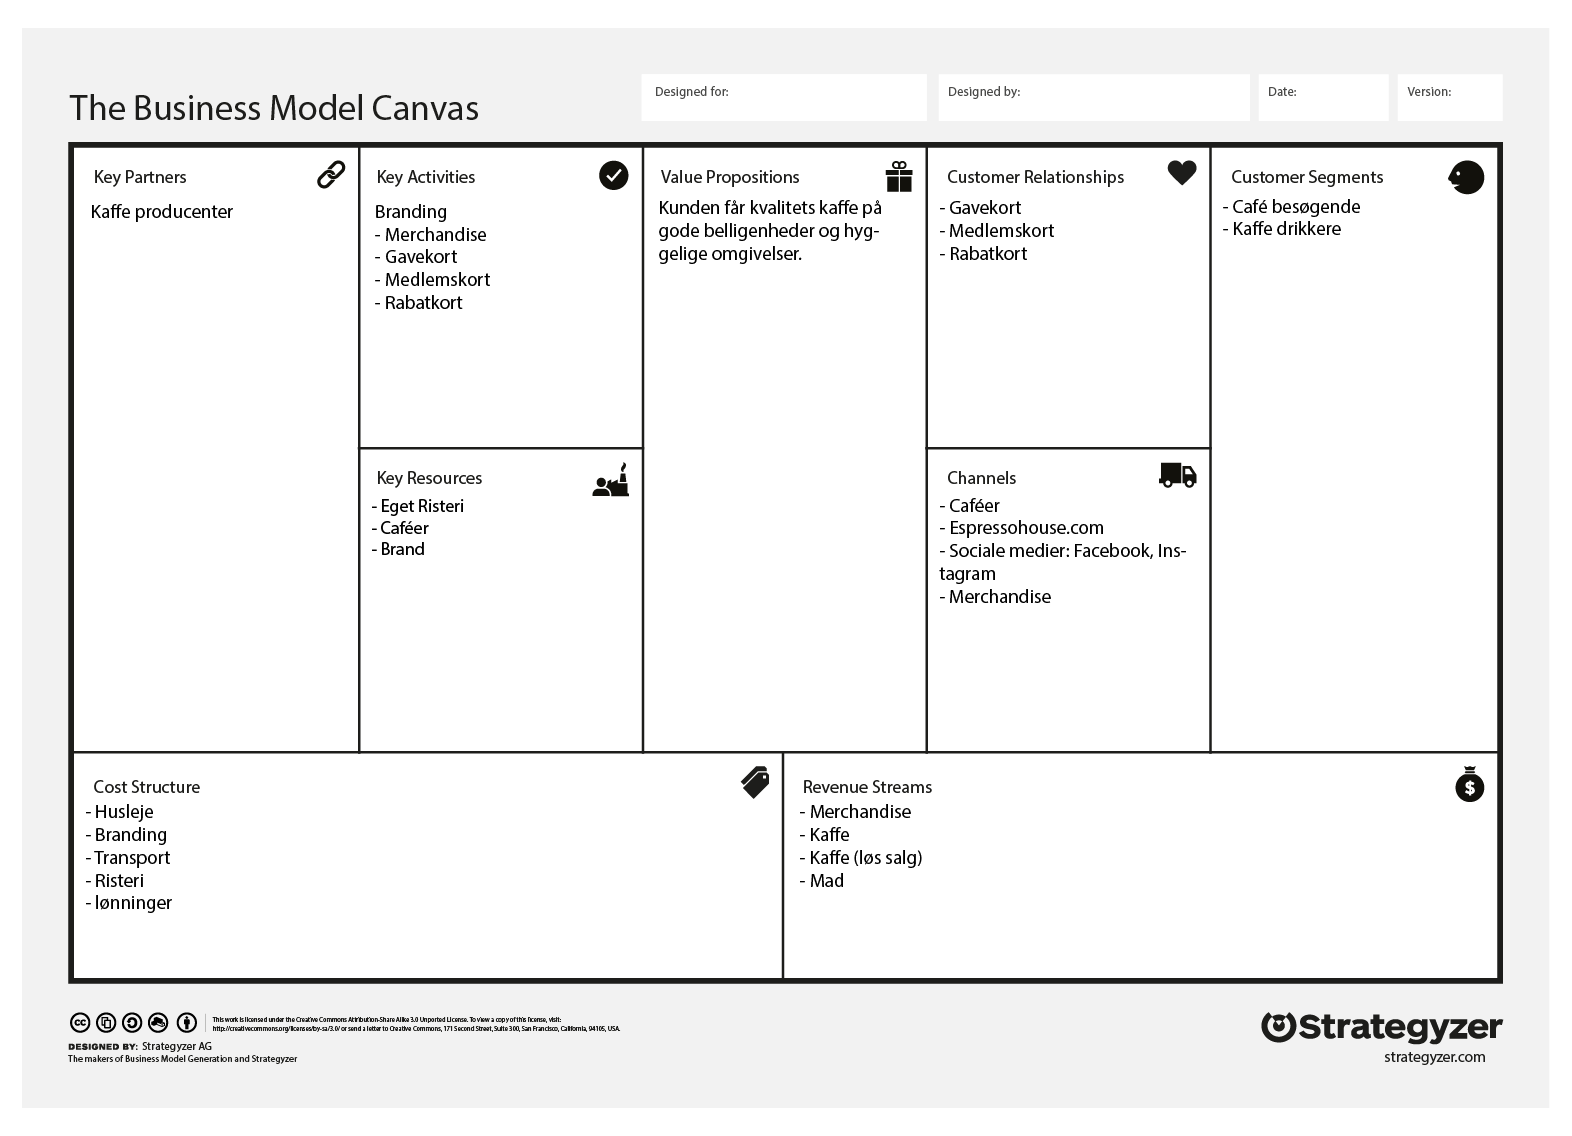 The Business Model Canvas
Designed for:
Designed by:
Date:
Version:
Key Partners
Kaffe producenter
Key Activities
Branding
- Merchandise
- Gavekort
- Medlemskort
- Rabatkort
Key Resources
- Eget Risteri
- Caféer
- Brand
Value Propositions
Kunden får kvalitets kaffe på
gode belligenheder og hyg-
gelige omgivelser.
Customer Relationships
- Gavekort
- Medlemskort
- Rabatkort
Channels
- Caféer
- Espressohouse.com
- Sociale medier: Facebook, Ins-
tagram
- Merchandise
Customer Segments
- Café besøgende
- Kaffe drikkere
Cost Structure
- Husleje
- Branding
- Transport
- Risteri
- lønninger
Revenue Streams
- Merchandise
- Kaffe
- Kaffe (løs salg)
- Mad
This work is licensed under the Creative Commons Attribution-Share Alike 3.0 Unported License. To view a copy of this license, visit:
http://creativecommons.org/licenses/by-sa/3.0/ or send a letter to Creative Commons, 171 Second Street, Suite 300, San Francisco, California, 94105, USA.
DESIGNED BY: Strategyzer AG
The makers of Business Model Generation and Strategyzer
Strategyzer
strategyzer.com